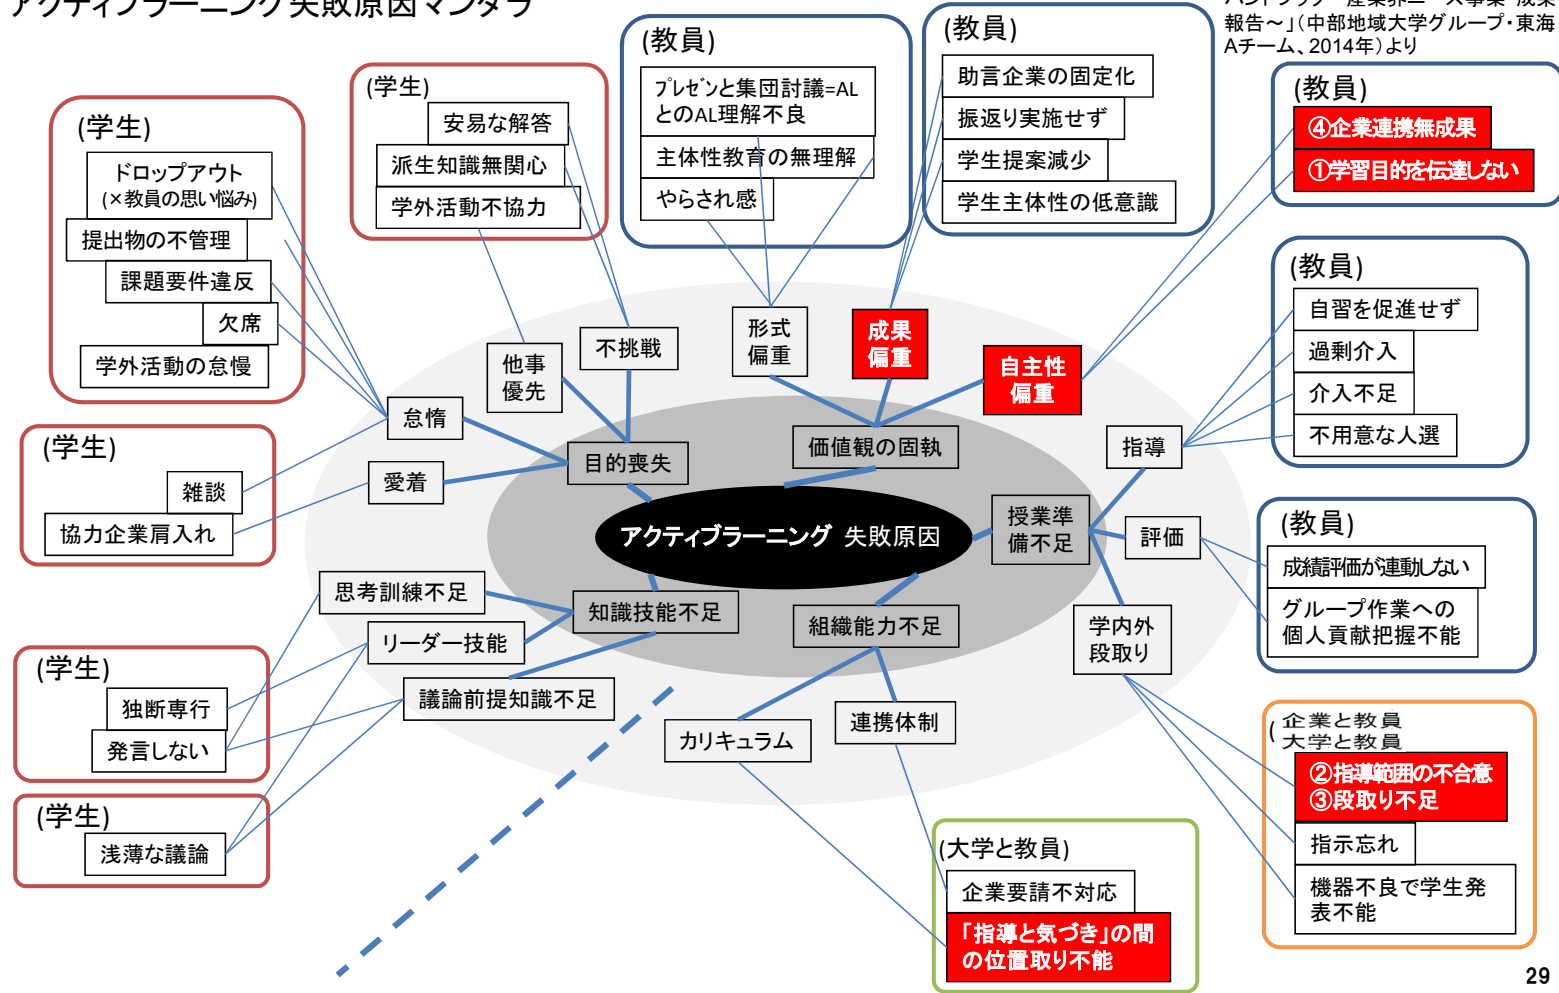 アクティブラーニング失敗原因マンダラ
報告～」（中部地域大学グループ・東海
Aチーム、2014年）より
(学生)
ドロップアウト
(×教員の思い悩み)
提出物の不管理
課題要件違反
欠席
学外活動の怠慢
(学生)
安易な解答
派生知識無関心
学外活動不協力
(教員)
プレゼンと集団討議=AL
とのAL理解不良
主体性教育の無理解
やらされ感
(教員)
助言企業の固定化
振返り実施せず
学生提案減少
学生主体性の低意識
(教員)
④企業連携無成果
①学習目的を伝達しない
(教員)
自習を促進せず
過剰介入
介入不足
不用意な人選
(学生)
雑談
協力企業肩入れ
他事
優先
不挑戦
形式
偏重
成果
偏重
自主性
偏重
怠惰
愛着
目的喪失
価値観の固執
指導
アクティブラーニング 失敗原因
授業準
備不足
評価
(教員)
成績評価が連動しない
グループ作業への
個人貢献把握不能
思考訓練不足
リーダー技能
議論前提知識不足
知識技能不足
組織能力不足
学内外
段取り
カリキュラム
連携体制
(学生)
独断専行
発言しない
(学生)
浅薄な議論
(大学と教員)
企業要請不対応
「指導と気づき」の間
の位置取り不能
(企業と教員
大学と教員
②指導範囲の不合意
③段取り不足
指示忘れ
機器不良で学生発
表不能
29